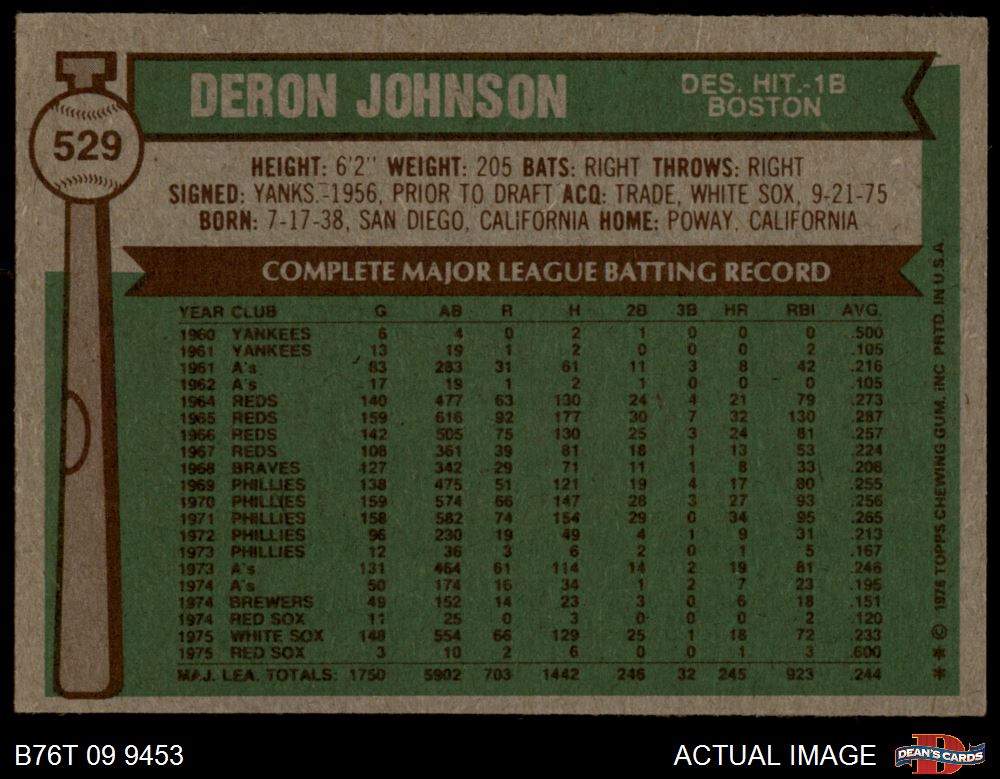 DERON JOHNSON
DES. HIT.-1B
BOSTON
529
HEIGHT: 6'2" WEIGHT: 205 BATS: RIGHT THROWS: RIGHT
SIGNED: YANKS.-1956, PRIOR TO DRAFT ACQ: TRADE, WHITE SOX, 9-21-75
BORN: 7-17-38, SAN DIEGO, CALIFORNIA HOME: POWAY, CALIFORNIA
COMPLETE MAJOR LEAGUE BATTING RECORD
YEAR CLUB G AB R H 2B 3B HR RBI AVG.
1960 YANKEES 6 4 0 2 1 0 0 0 .500
1961 YANKEES 13 19 1 2 0 0 0 2 .105
1961 A's 83 283 31 61 11 3 8 42 .216
1962 A's 17 19 1 2 1 0 0 0 .105
1964 REDS 140 477 63 130 24 4 21 79 .273
1965 REDS 159 616 92 177 30 7 32 130 .287
1966 REDS 142 505 75 130 25 3 24 81 .257
1967 REDS 108 361 39 81 18 1 13 53 .224
1968 BRAVES 127 342 29 71 11 1 8 33 .208
1969 PHILLIES 138 475 51 121 19 4 17 80 .255
1970 PHILLIES 159 574 66 147 28 3 27 93 .256
1971 PHILLIES 158 582 74 154 29 0 34 95 .265
1972 PHILLIES 96 230 19 49 4 1 9 31 .213
1973 PHILLIES 12 36 3 6 2 0 1 5 .167
1973 A's 131 464 61 114 14 2 19 81 .246
1974 A's 50 174 16 34 1 2 7 23 .195
1974 BREWERS 49 152 14 23 3 0 6 18 .151
1974 RED SOX 11 25 0 3 0 0 0 2 .120
1975 WHITE SOX 148 554 66 129 25 1 18 72 .233
1975 RED SOX 3 10 2 6 0 0 1 3 .600
MAJ. LEA. TOTALS: 1750 5902 703 1442 246 32 245 923 .244
* * © 1976 TOPPS CHEWING GUM, INC PRTD. IN U.S.A.
B76T 09 9453
ACTUAL IMAGE
DEAN'S CARDS